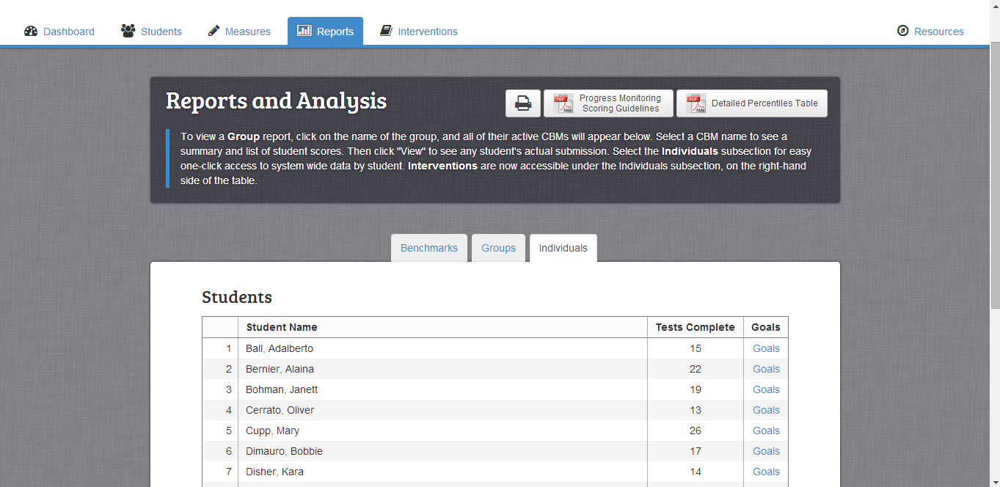 Dashboard Students Measures Reports Interventions Resources
Reports and Analysis
Progress Monitoring
Scoring Guidelines
Detailed Percentiles Table
To view a Group report, click on the name of the group, and all of their active CBMs will appear below. Select a CBM name to see a
summary and list of student scores. Then click "View" to see any student's actual submission. Select the Individuals subsection for easy
one-click access to system wide data by student. Interventions are now accessible under the Individuals subsection, on the right-hand
side of the table.
Benchmarks Groups Individuals
Students
Student Name Tests Complete Goals
1 Ball, Adalberto 15 Goals
2 Bernier, Alaina 22 Goals
3 Bohman, Janett 19 Goals
4 Cerrato, Oliver 13 Goals
5 Cupp, Mary 26 Goals
6 Dimauro, Bobbie 17 Goals
7 Disher, Kara 14 Goals